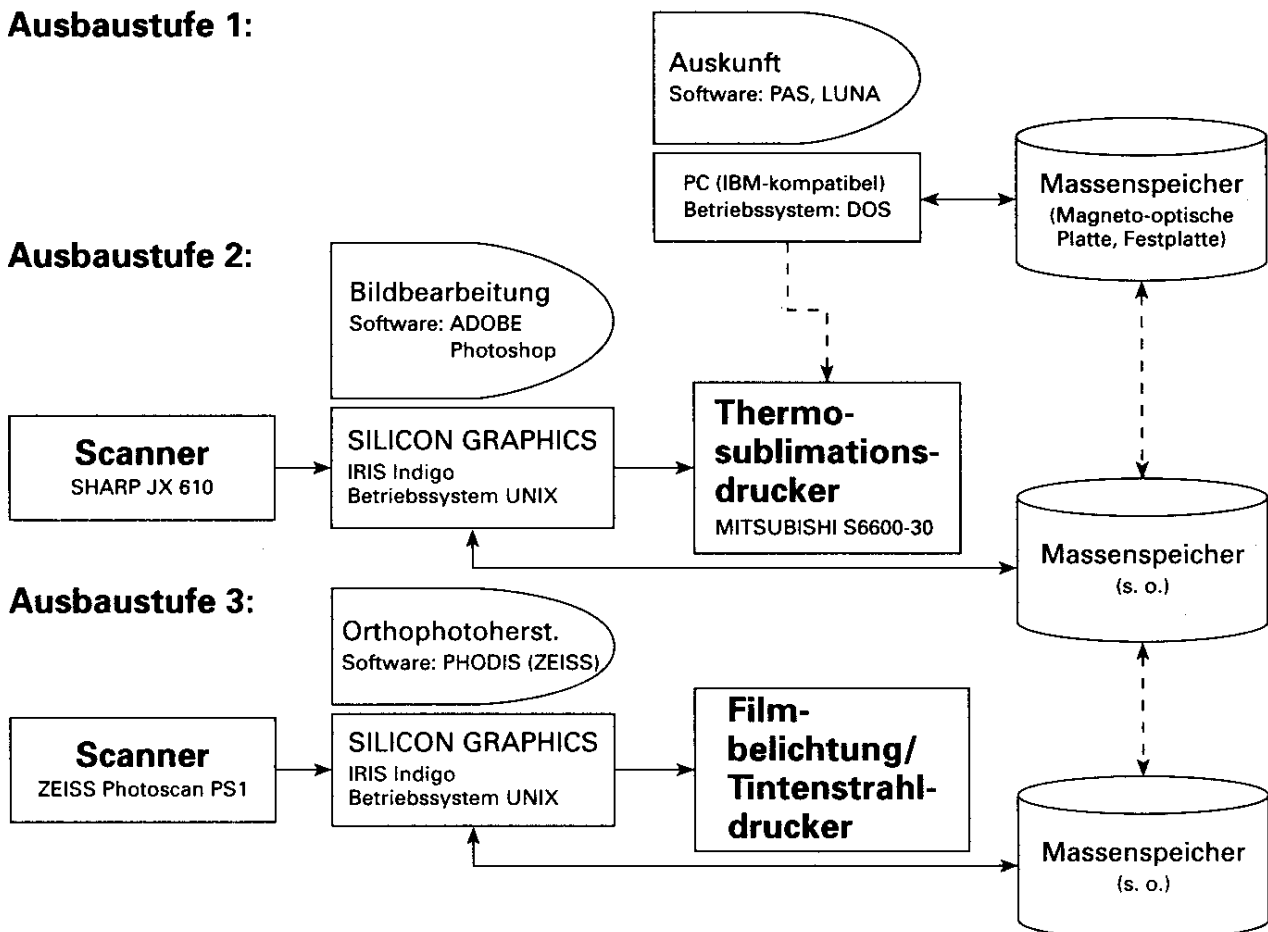 Ausbaustufe 1:
Auskunft
Software: PAS, LUNA
PC (IBM-kompatibel)
Betriebssystem: DOS
Massenspeicher
(Magneto-optische
Platte, Festplatte)
Ausbaustufe 2:
Bildbearbeitung
Software: ADOBE
Photoshop
Scanner
SHARP JX 610
SILICON GRAPHICS
IRIS Indigo
Betriebssystem UNIX
Thermo-
sublimations-
drucker
MITSUBISHI S6600-30
Massenspeicher
(s. o.)
Ausbaustufe 3:
Orthophotoherst.
Software: PHODIS (ZEISS)
Scanner
ZEISS Photoscan PS1
SILICON GRAPHICS
IRIS Indigo
Betriebssystem UNIX
Film-
belichtung/
Tintenstrahl-
drucker
Massenspeicher
(s. o.)